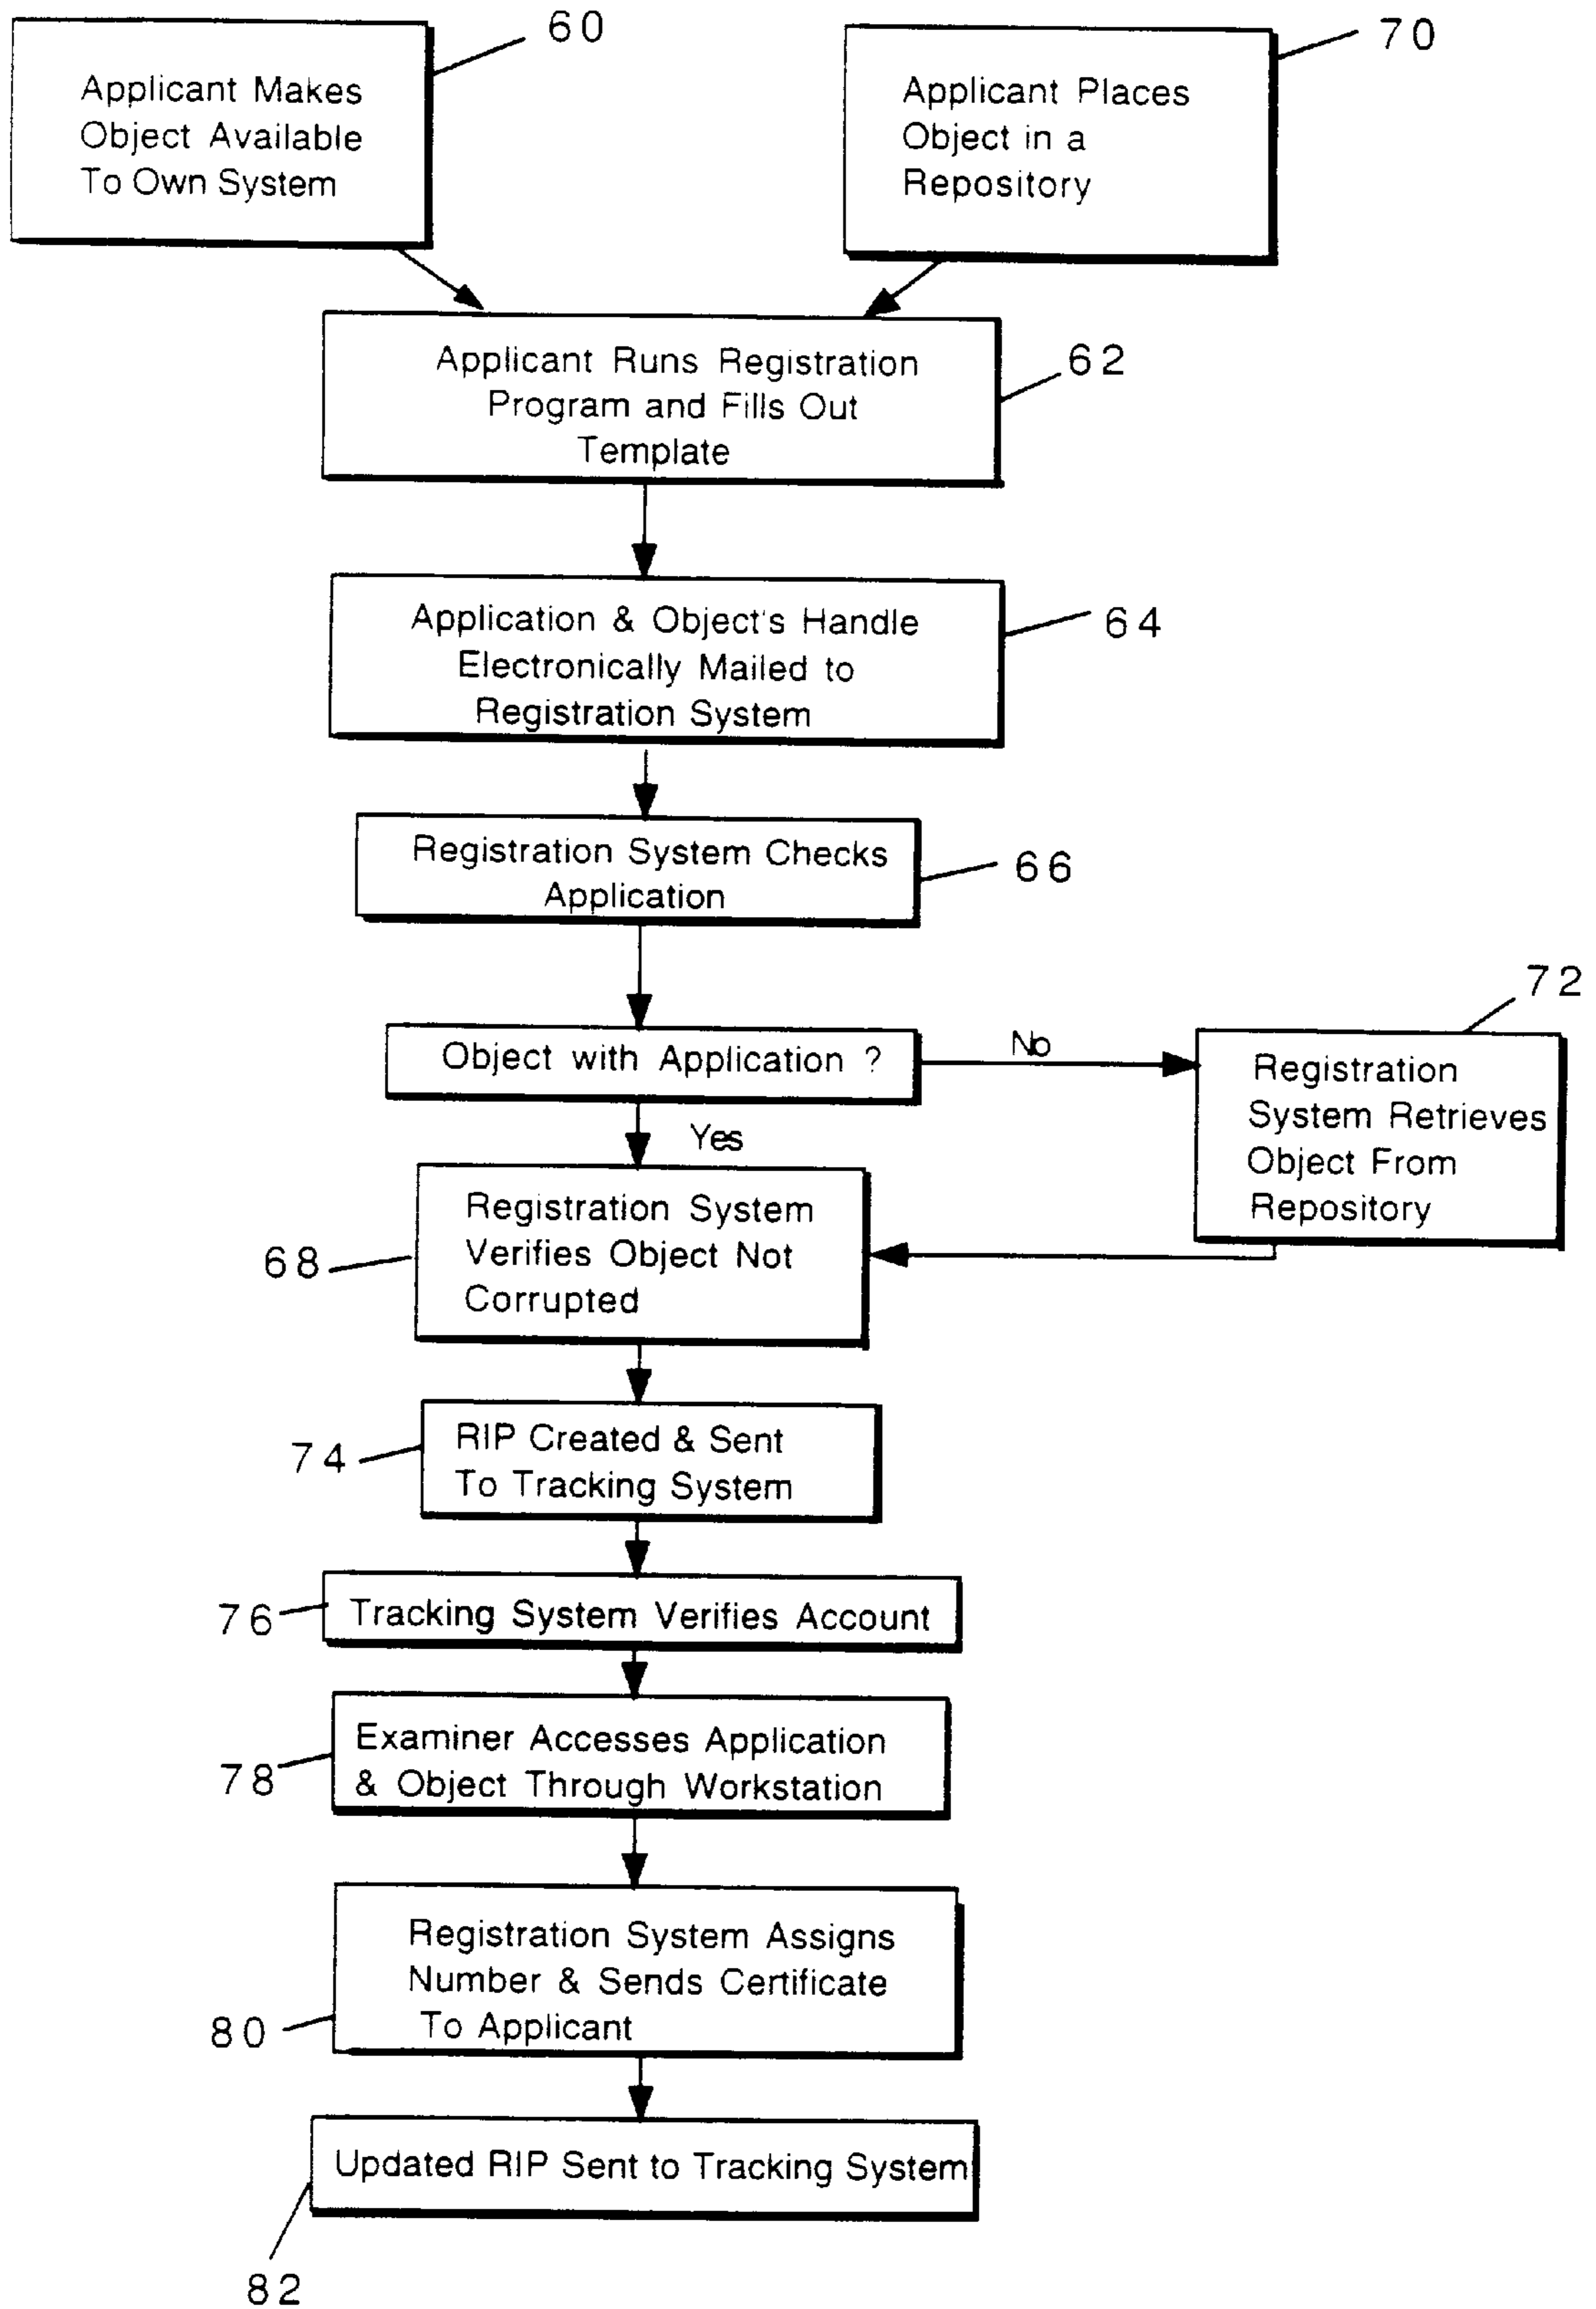 60
Applicant Makes
Object Available
To Own System
70
Applicant Places
Object in a
Repository
Applicant Runs Registration
Program and Fills Out
Template
62
Application & Object's Handle
Electronically Mailed to
Registration System
64
Registration System Checks
Application
66
Object with Application ?
No
Yes
72
Registration
System Retrieves
Object From
Repository
Registration System
Verifies Object Not
Corrupted
68
RIP Created & Sent
To Tracking System
74
Tracking System Verifies Account
76
Examiner Accesses Application
& Object Through Workstation
78
Registration System Assigns
Number & Sends Certificate
To Applicant
80
Updated RIP Sent to Tracking System
82